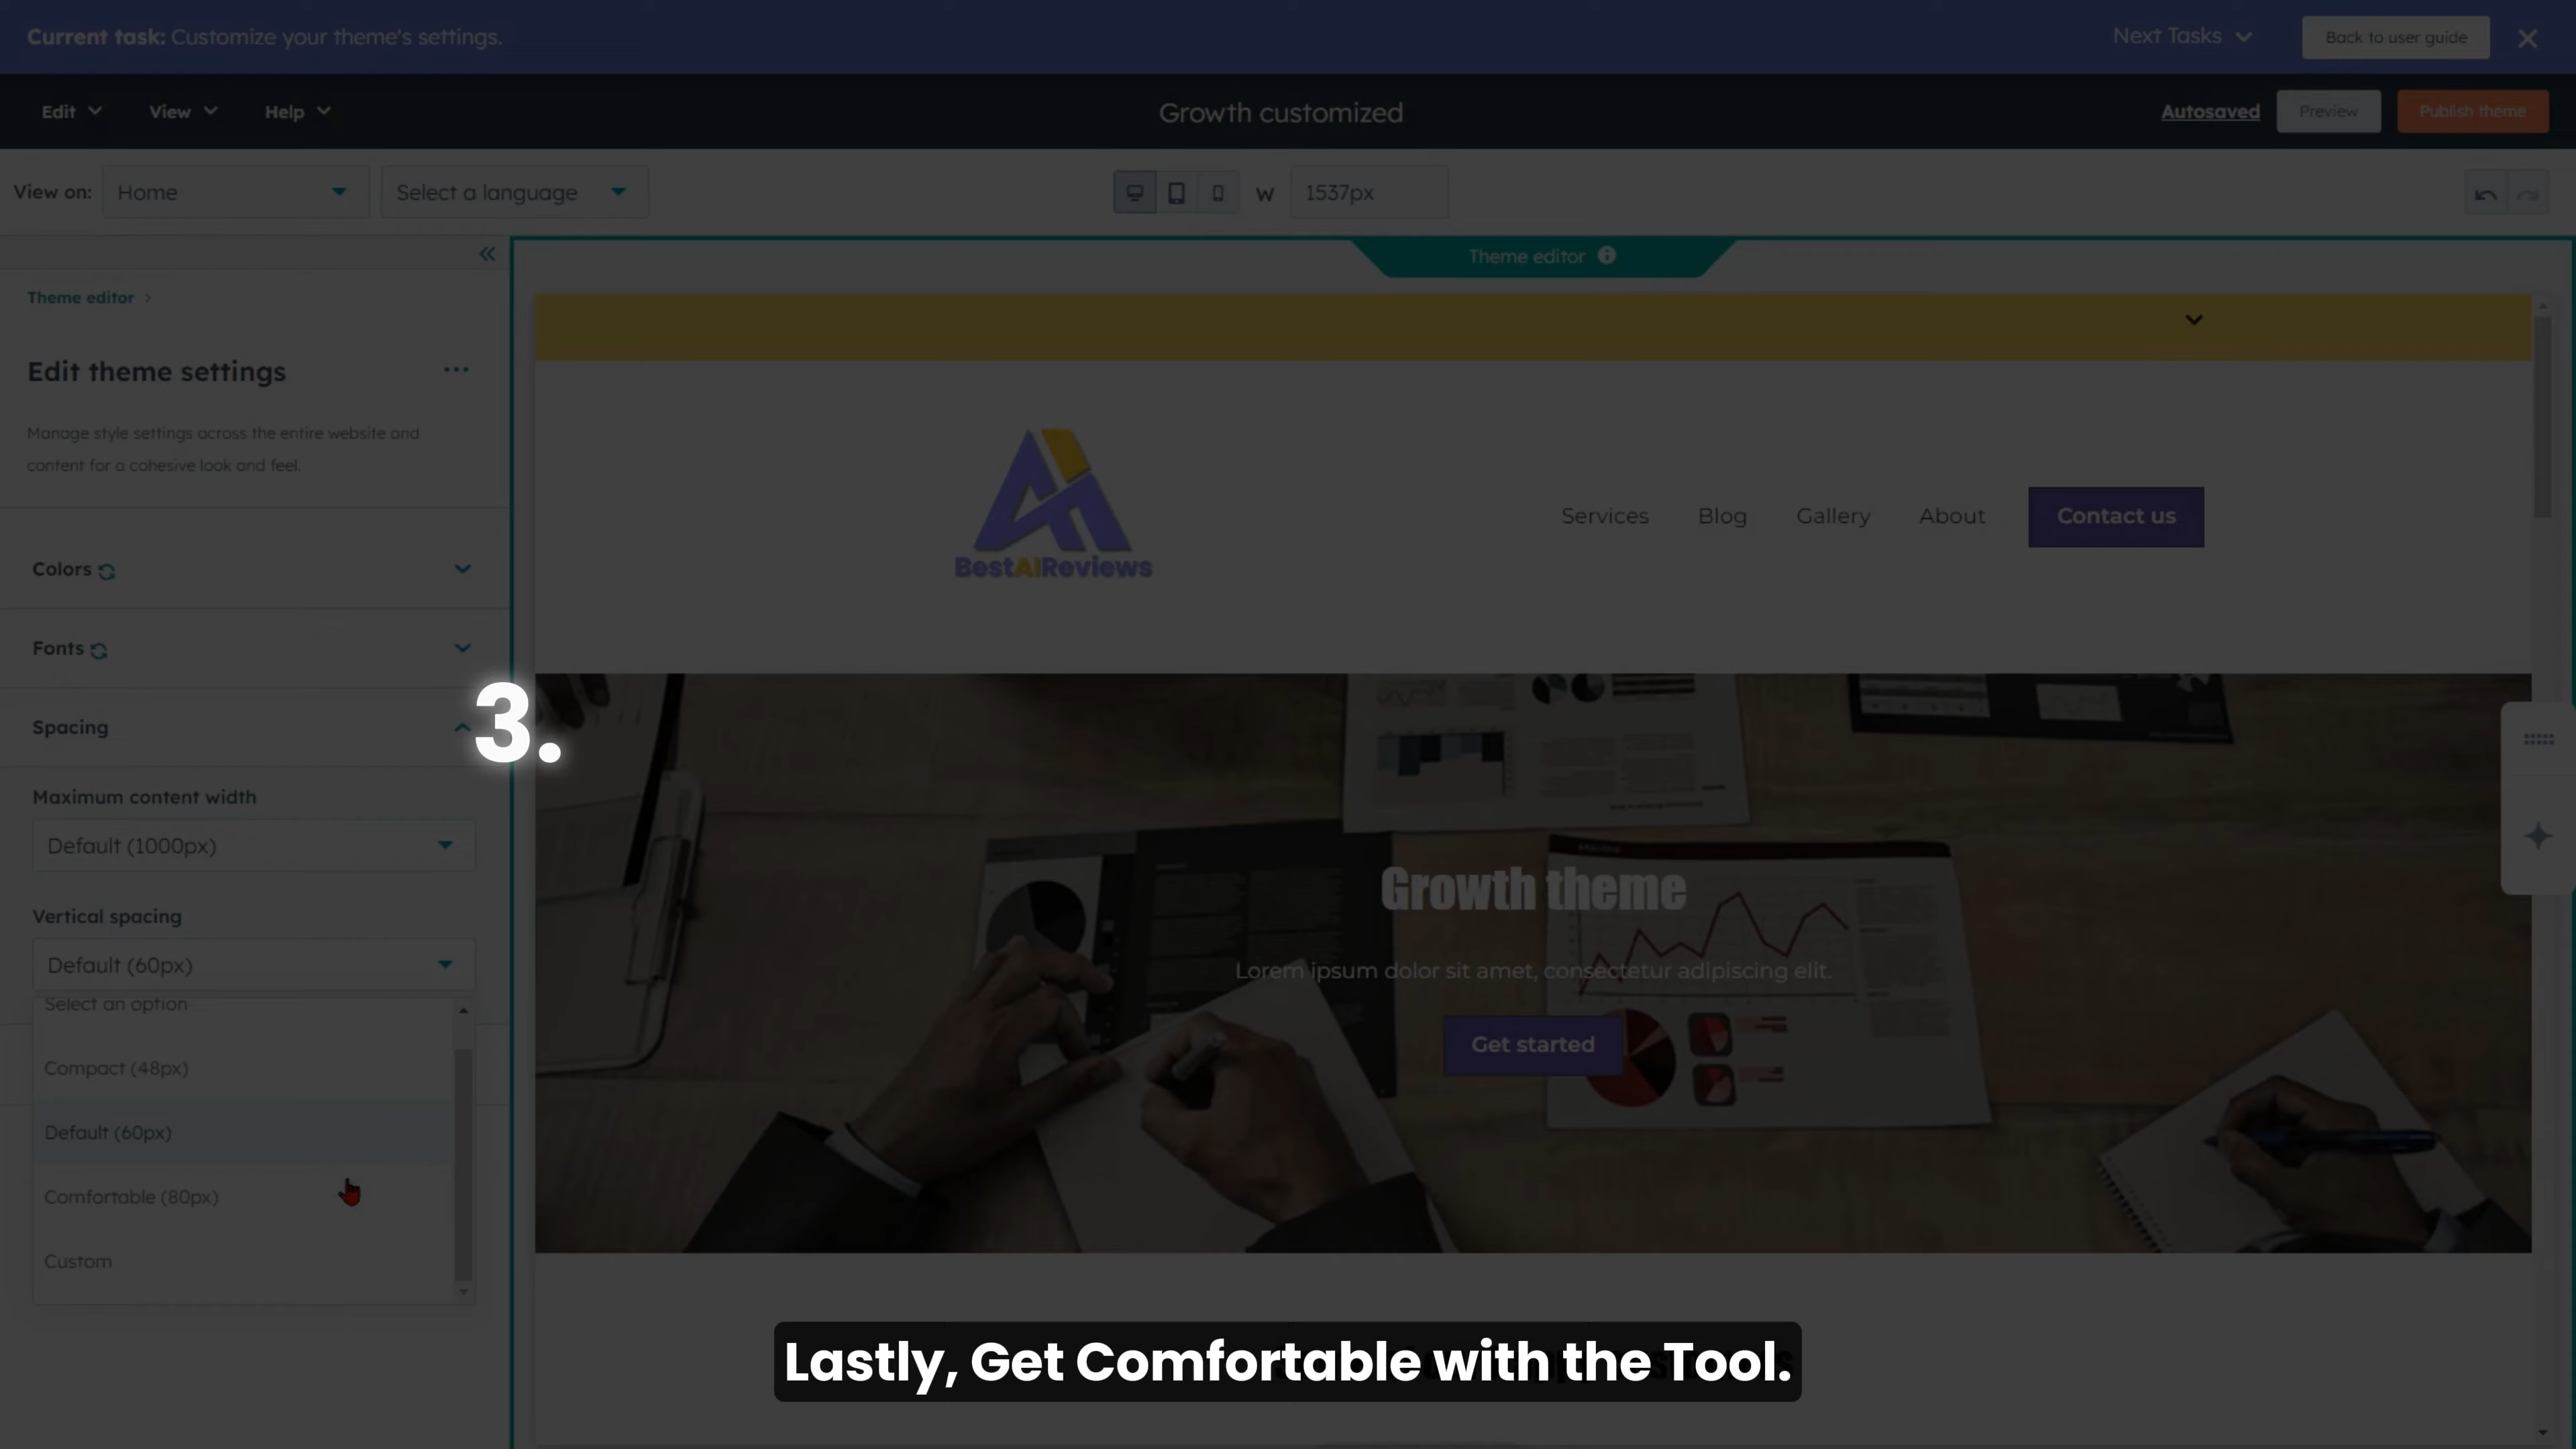 Current task: Customize your theme's settings.
Next Tasks
Back to user guide
Edit
View
Help
Growth customized
Autosaved
Preview
Publish theme
View on:
Home
Select a language
W
1537px
Theme editor
Theme editor
Edit theme settings
Manage style settings across the entire website and
content for a cohesive look and feel.
BestAIReviews
Services
Blog
Gallery
About
Contact us
Colors
Fonts
3.
Spacing
Maximum content width
Default (1000px)
Vertical spacing
Default (60px)
Select an option
Compact (48px)
Default (60px)
Comfortable (80px)
Custom
Growth theme
Lorem ipsum dolor sit amet, consectetur adipiscing elit.
Get started
Lastly, Get Comfortable with the Tool.